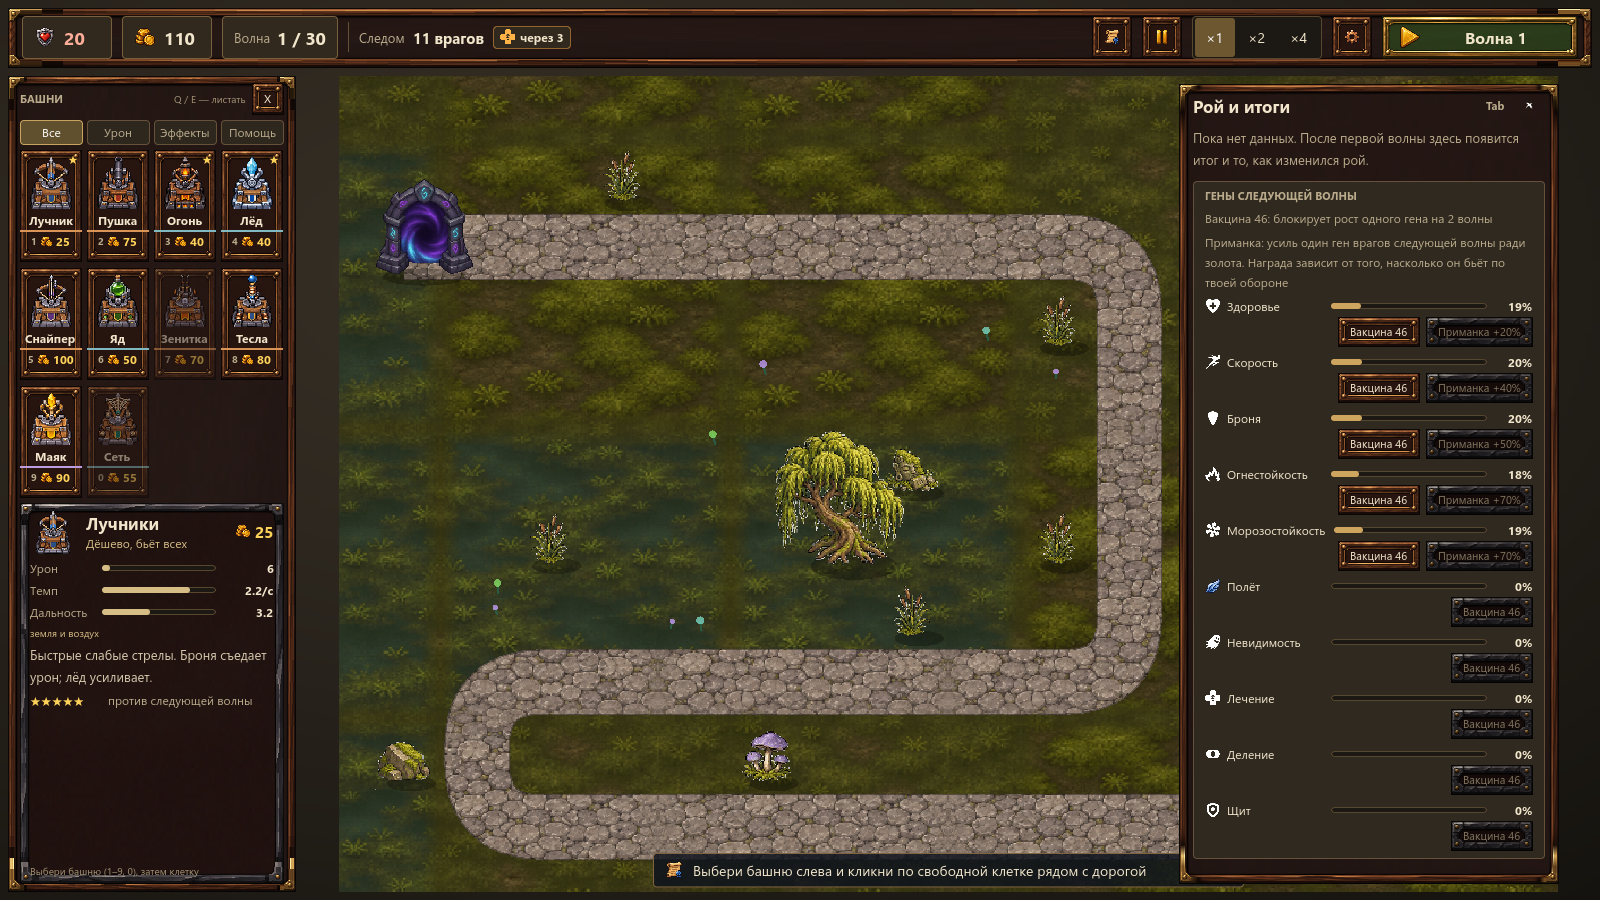 20
110
Волна 1 / 30
Следом 11 врагов
через 3
×1
×2
×4
Волна 1
БАШНИ
Q / E — листать
X
Все
Урон
Эффекты
Помощь
Лучник
1 25
Пушка
2 75
Огонь
3 40
Лёд
4 40
Снайпер
5 100
Яд
6 50
Зенитка
7 70
Тесла
8 80
Маяк
9 90
Сеть
0 55
Лучники
25
Дёшево, бьёт всех
Урон 6
Темп 2.2/с
Дальность 3.2
земля и воздух
Быстрые слабые стрелы. Броня съедает
урон; лёд усиливает.
★★★★★ против следующей волны
Выбери башню (1–9, 0), затем клетку
Выбери башню слева и кликни по свободной клетке рядом с дорогой
Рой и итоги
Tab
Пока нет данных. После первой волны здесь появится
итог и то, как изменился рой.
ГЕНЫ СЛЕДУЮЩЕЙ ВОЛНЫ
Вакцина 46: блокирует рост одного гена на 2 волны
Приманка: усиль один ген врагов следующей волны ради
золота. Награда зависит от того, насколько он бьёт по
твоей обороне
Здоровье 19%
Вакцина 46 Приманка +20%
Скорость 20%
Вакцина 46 Приманка +40%
Броня 20%
Вакцина 46 Приманка +50%
Огнестойкость 18%
Вакцина 46 Приманка +70%
Морозостойкость 19%
Вакцина 46 Приманка +70%
Полёт 0%
Вакцина 46
Невидимость 0%
Вакцина 46
Лечение 0%
Вакцина 46
Деление 0%
Вакцина 46
Щит 0%
Вакцина 46